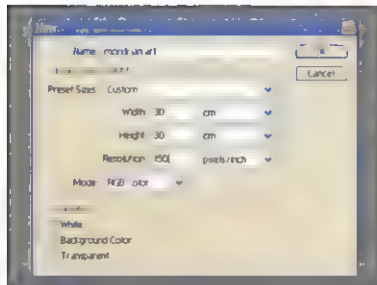 New
Name: mondrian art
Preset Sizes: Custom
Cancel
Width: 30 cm
Height: 30 cm
Resolution: 150 pixels/inch
Mode: RGB Color
White
Background Color
Transparent